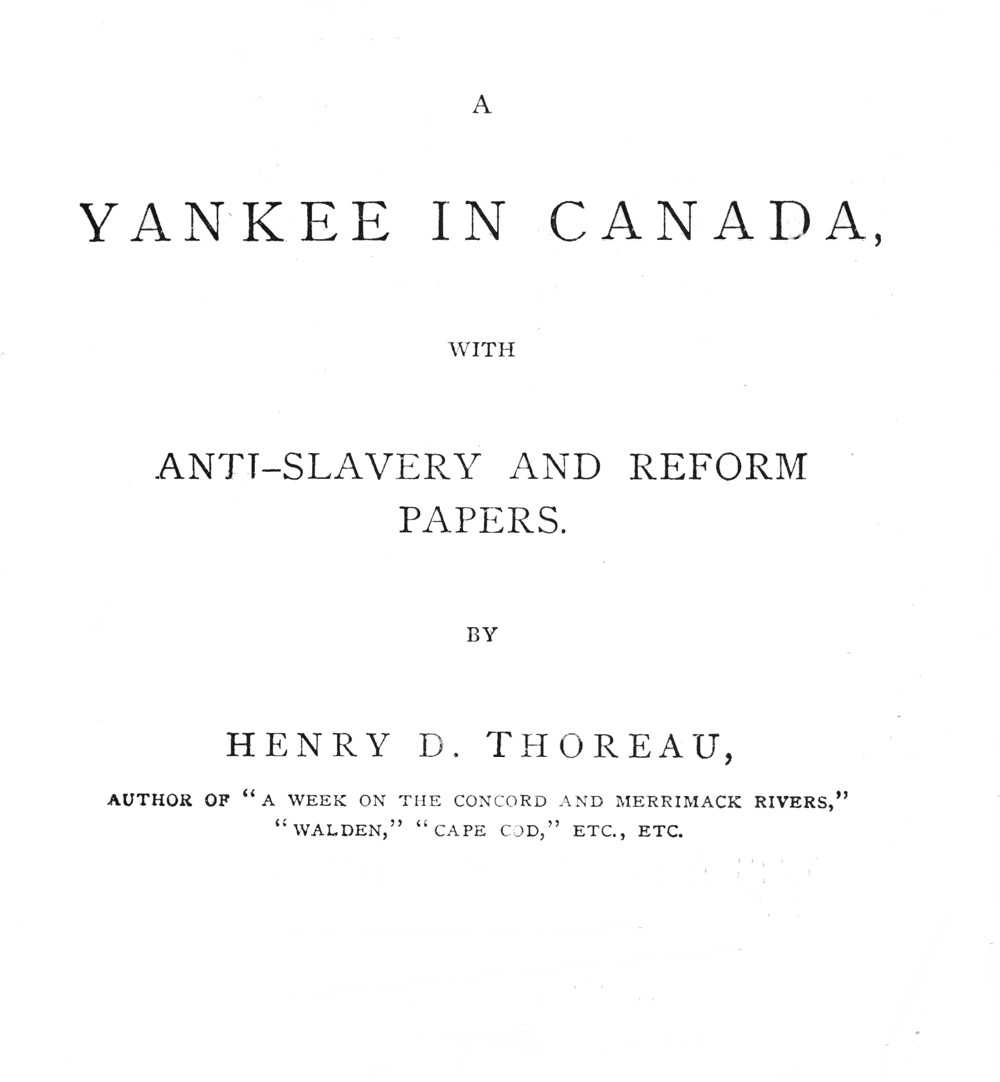 A
YANKEE IN CANADA,
WITH
ANTI-SLAVERY AND REFORM
PAPERS.
BY
HENRY D. THOREAU,
AUTHOR OF “A WEEK ON THE CONCORD AND MERRIMACK RIVERS,”
“WALDEN,” “CAPE COD,” ETC., ETC.